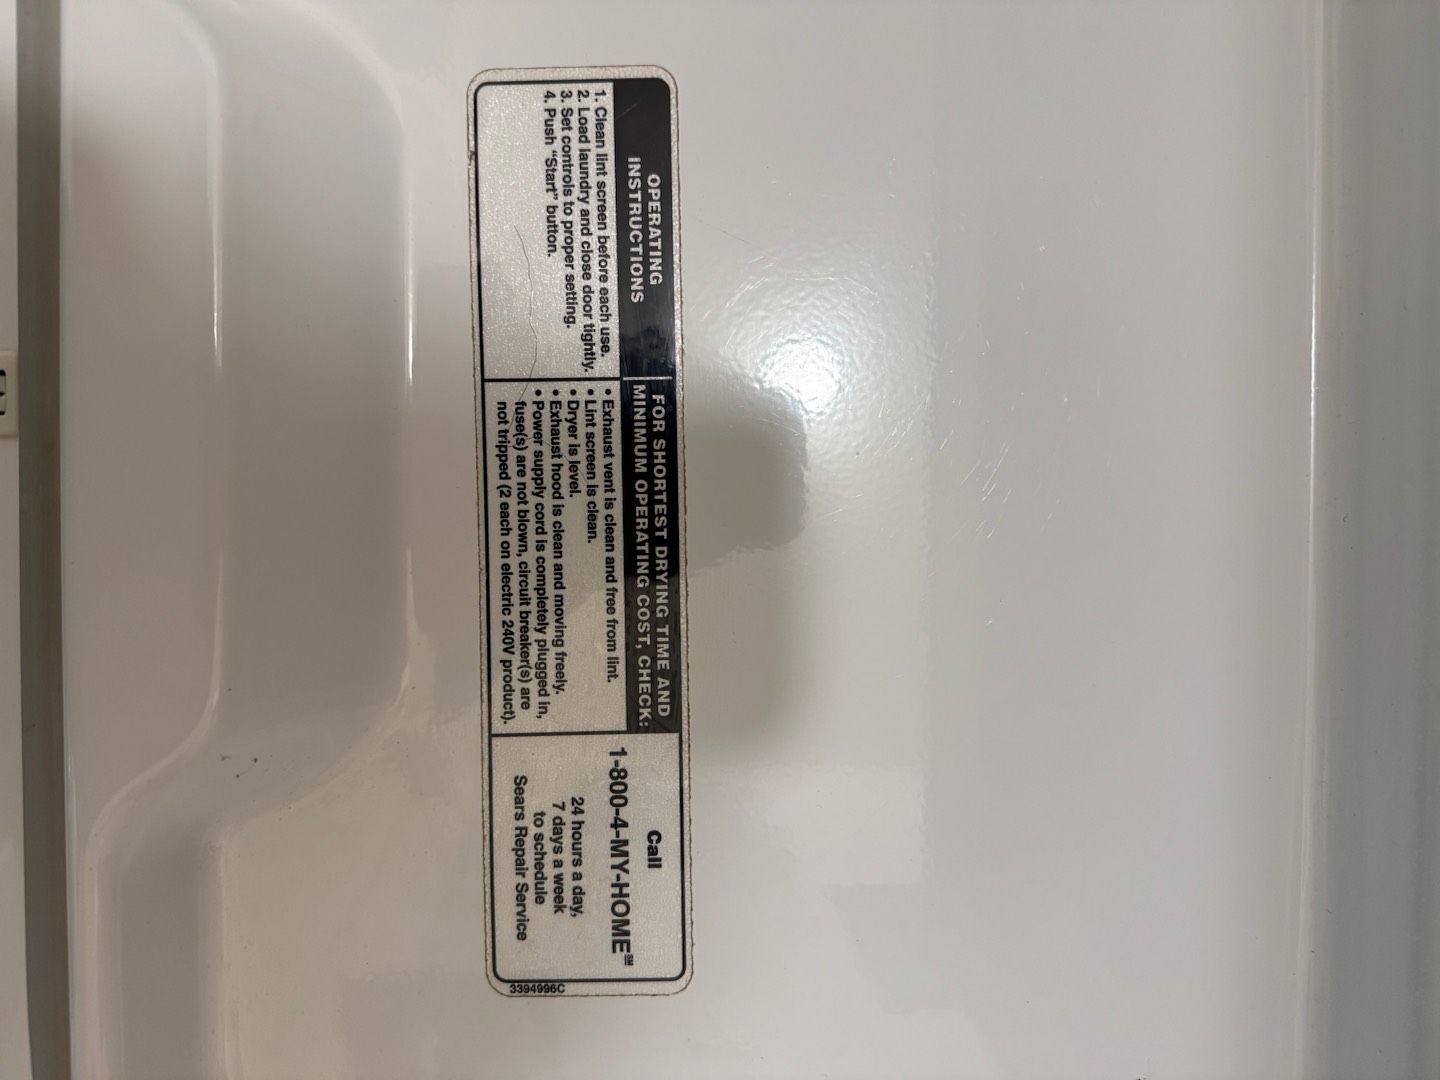 OPERATING
INSTRUCTIONS
1. Clean lint screen before each use.
2. Load laundry and close door tightly.
3. Set controls to proper setting.
4. Push “Start” button.
FOR SHORTEST DRYING TIME AND
MINIMUM OPERATING COST, CHECK:
• Exhaust vent is clean and free from lint.
• Lint screen is clean.
• Dryer is level.
• Exhaust hood is clean and moving freely.
• Power supply cord is completely plugged in,
fuse(s) are not blown, circuit breaker(s) are
not tripped (2 each on electric 240V product).
Call
1-800-4-MY-HOME℠
24 hours a day,
7 days a week
to schedule
Sears Repair Service
3394996C